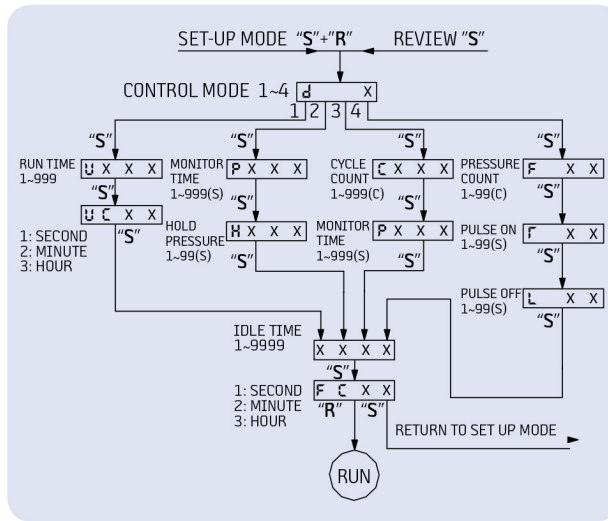 SET-UP MODE “S”+“R” REVIEW “S”
CONTROL MODE 1~4 d X
1 2 3 4
“S” “S” “S” “S”
RUN TIME
1~999
U X X X
MONITOR
TIME
1~999(S)
P X X X
CYCLE
COUNT
1~999(C)
C X X X
PRESSURE
COUNT
1~99(C)
F X X
“S” “S” “S” “S”
U C X X
1: SECOND
2: MINUTE
3: HOUR
“S”
HOLD
PRESSURE
1~99(S)
H X X X
“S”
MONITOR
TIME
1~999(S)
P X X X
“S”
PULSE ON
1~99(S)
Γ X X
“S”
PULSE OFF
1~99(S)
L X X
“S”
IDLE TIME
1~9999
X X X X
“S”
1: SECOND
2: MINUTE
3: HOUR
F C X X
“R” “S”
RETURN TO SET UP MODE
RUN